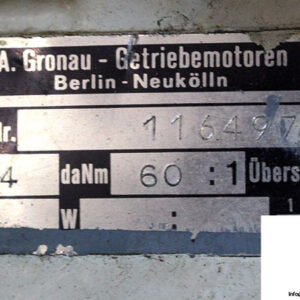 A. Gronau - Getriebemotoren
Berlin - Neukölln
Nr. 116497
4 daNm 60 :1 Übers
W :